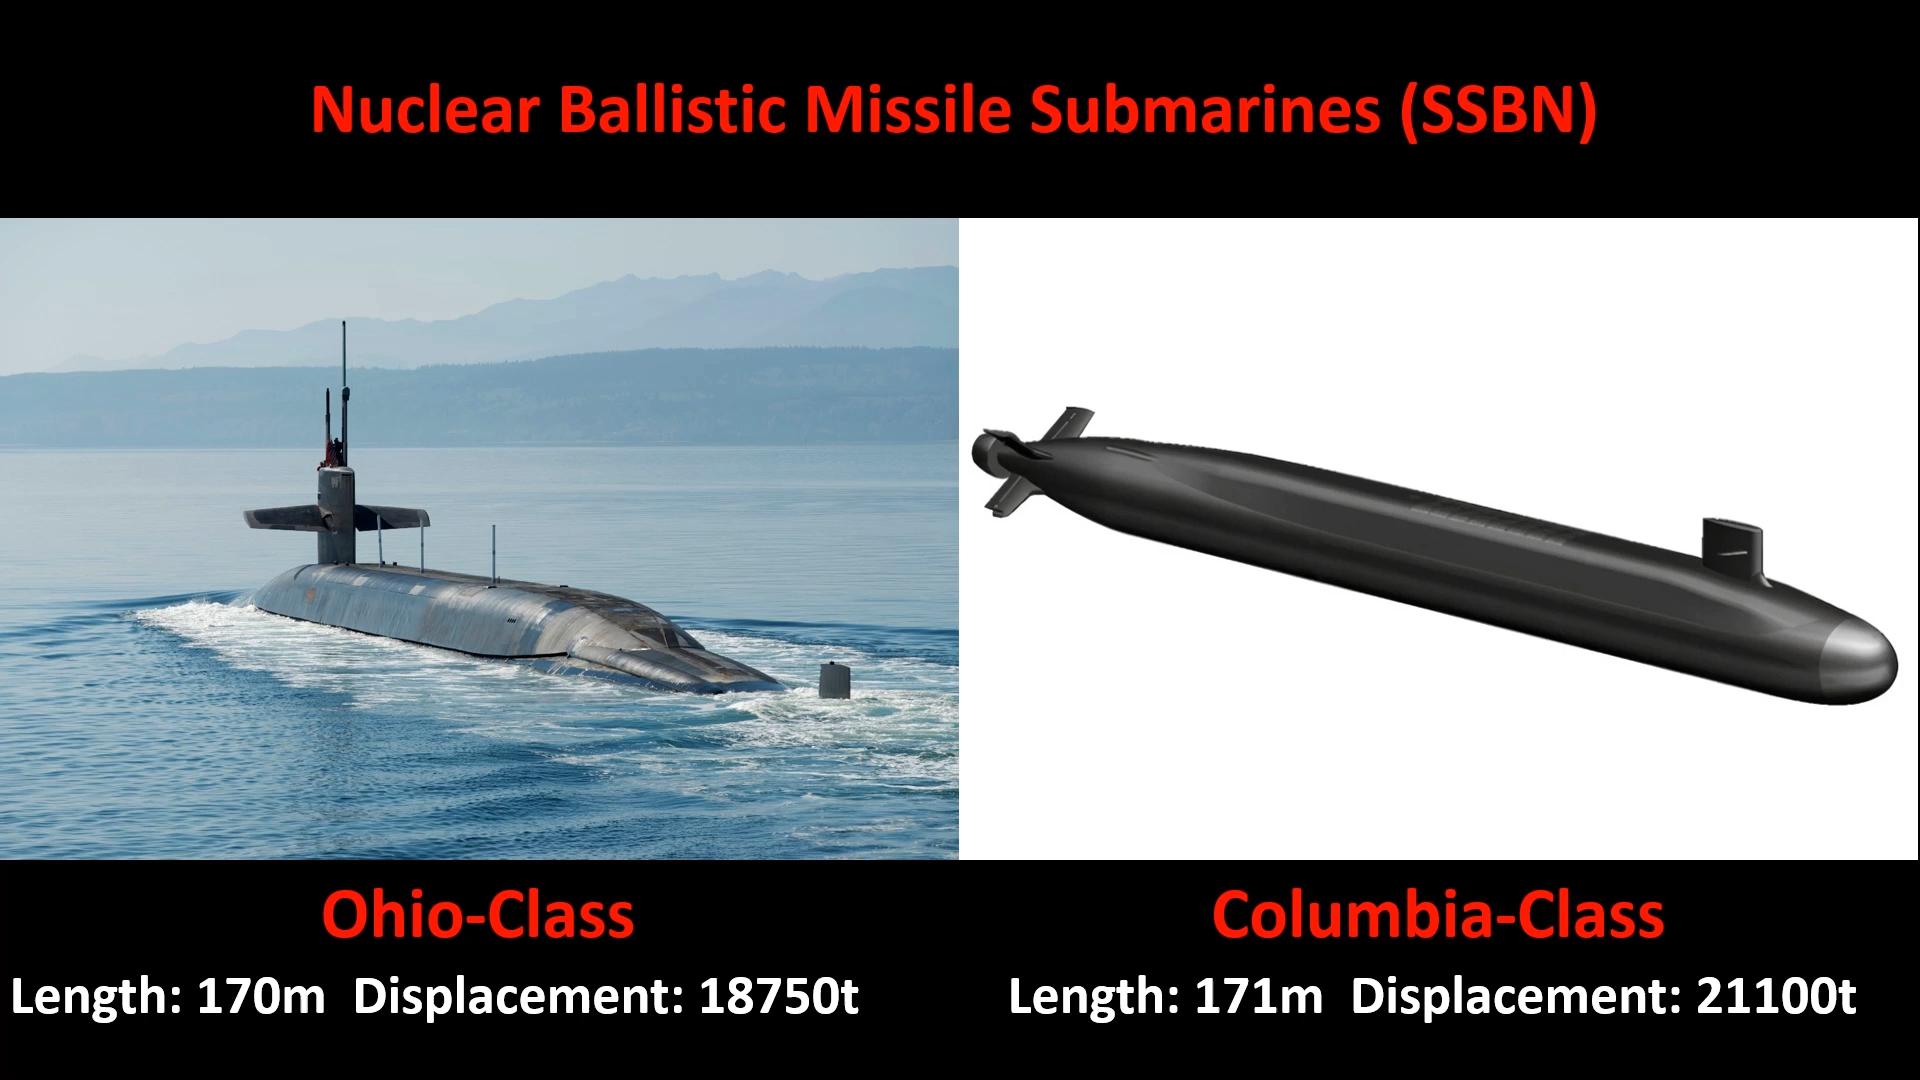 Nuclear Ballistic Missile Submarines (SSBN)
Ohio-Class
Length: 170m  Displacement: 18750t
Columbia-Class
Length: 171m  Displacement: 21100t